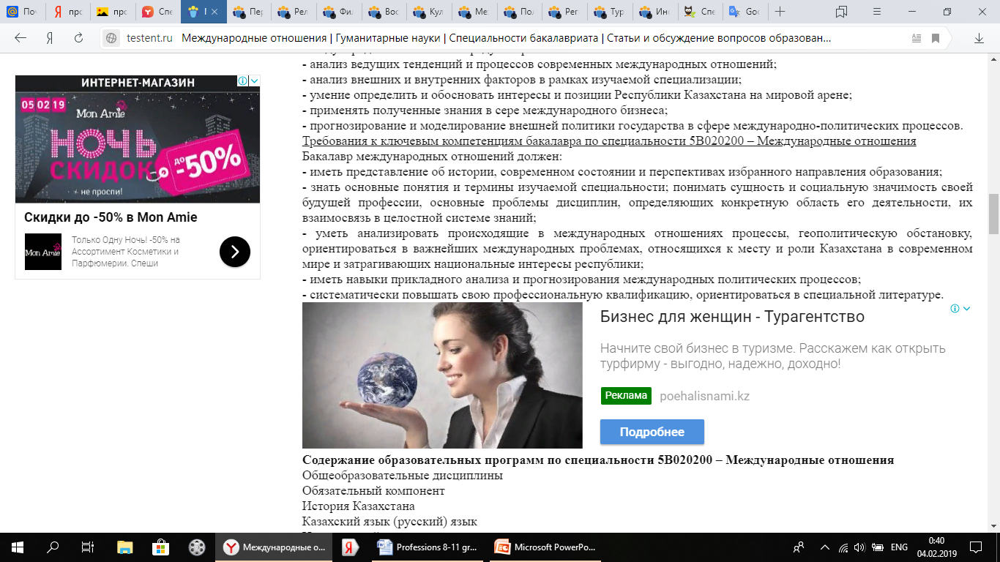 Поч
про
про
Спе
Пер
Рел
Фил
Вос
Кул
Ме
Пол
Рег
Тур
Инс
Спе
Goc
testent.ru Международные отношения | Гуманитарные науки | Специальности бакалавриата | Статьи и обсуждение вопросов образован...
- анализ ведущих тенденций и процессов современных международных отношений;
- анализ внешних и внутренних факторов в рамках изучаемой специализации;
- умение определить и обосновать интересы и позиции Республики Казахстана на мировой арене;
- применять полученные знания в сере международного бизнеса;
- прогнозирование и моделирование внешней политики государства в сфере международно-политических процессов.
Требования к ключевым компетенциям бакалавра по специальности 5В020200 – Международные отношения
Бакалавр международных отношений должен:
- иметь представление об истории, современном состоянии и перспективах избранного направления образования;
- знать основные понятия и термины изучаемой специальности; понимать сущность и социальную значимость своей
будущей профессии, основные проблемы дисциплин, определяющих конкретную область его деятельности, их
взаимосвязь в целостной системе знаний;
- уметь анализировать происходящие в международных отношениях процессы, геополитическую обстановку,
ориентироваться в важнейших международных проблемах, относящихся к месту и роли Казахстана в современном
мире и затрагивающих национальные интересы республики;
- иметь навыки прикладного анализа и прогнозирования международных политических процессов;
- систематически повышать свою профессиональную квалификацию, ориентироваться в специальной литературе.
ИНТЕРНЕТ-МАГАЗИН
05 02 19
Mon Amie
НОЧЬ
СКИДОК
до -50%
не проспи!
Скидки до -50% в Mon Amie
Mon Amie
Только Одну Ночь! -50% на
Ассортимент Косметики и
Парфюмерии. Спеши
Бизнес для женщин - Турагентство
Начните свой бизнес в туризме. Расскажем как открыть
турфирму - выгодно, надежно, доходно!
Реклама poehalisnami.kz
Подробнее
Содержание образовательных программ по специальности 5В020200 – Международные отношения
Общеобразовательные дисциплины
Обязательный компонент
История Казахстана
Казахский язык (русский) язык
Международные о...
Professions 8-11 gr...
Microsoft PowerPo...
ENG
0:40
04.02.2019